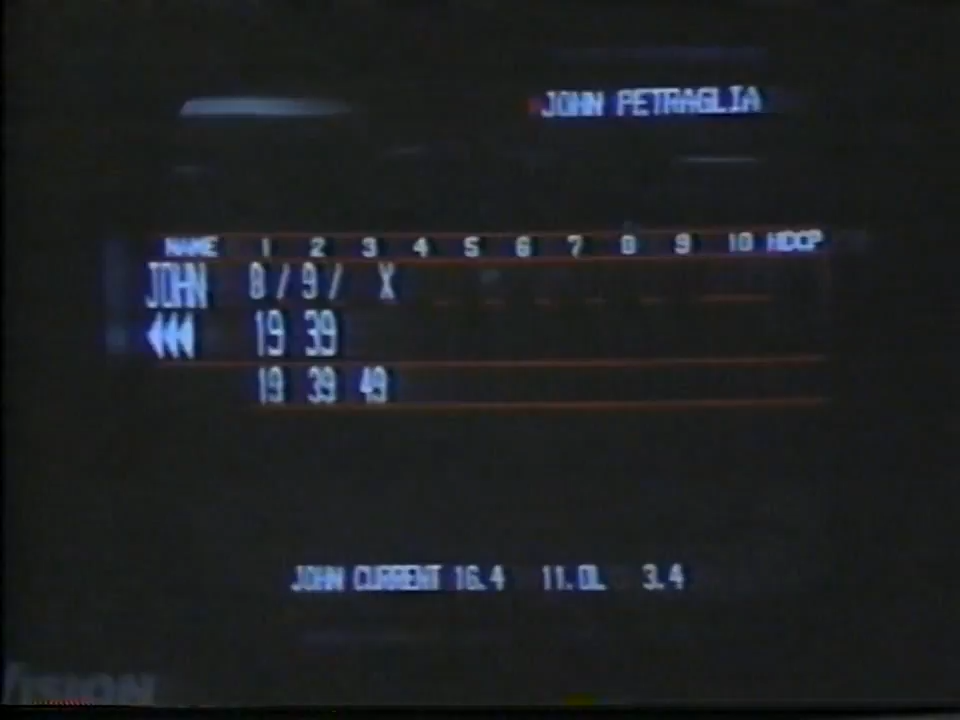 JOHN PETRAGLIA
NAME 1 2 3 4 5 6 7 8 9 10 HDCP
JOHN 8 / 9 / X
19 39
19 39 49
JOHN CURRENT 16.4 11.0L 3.4
VISION